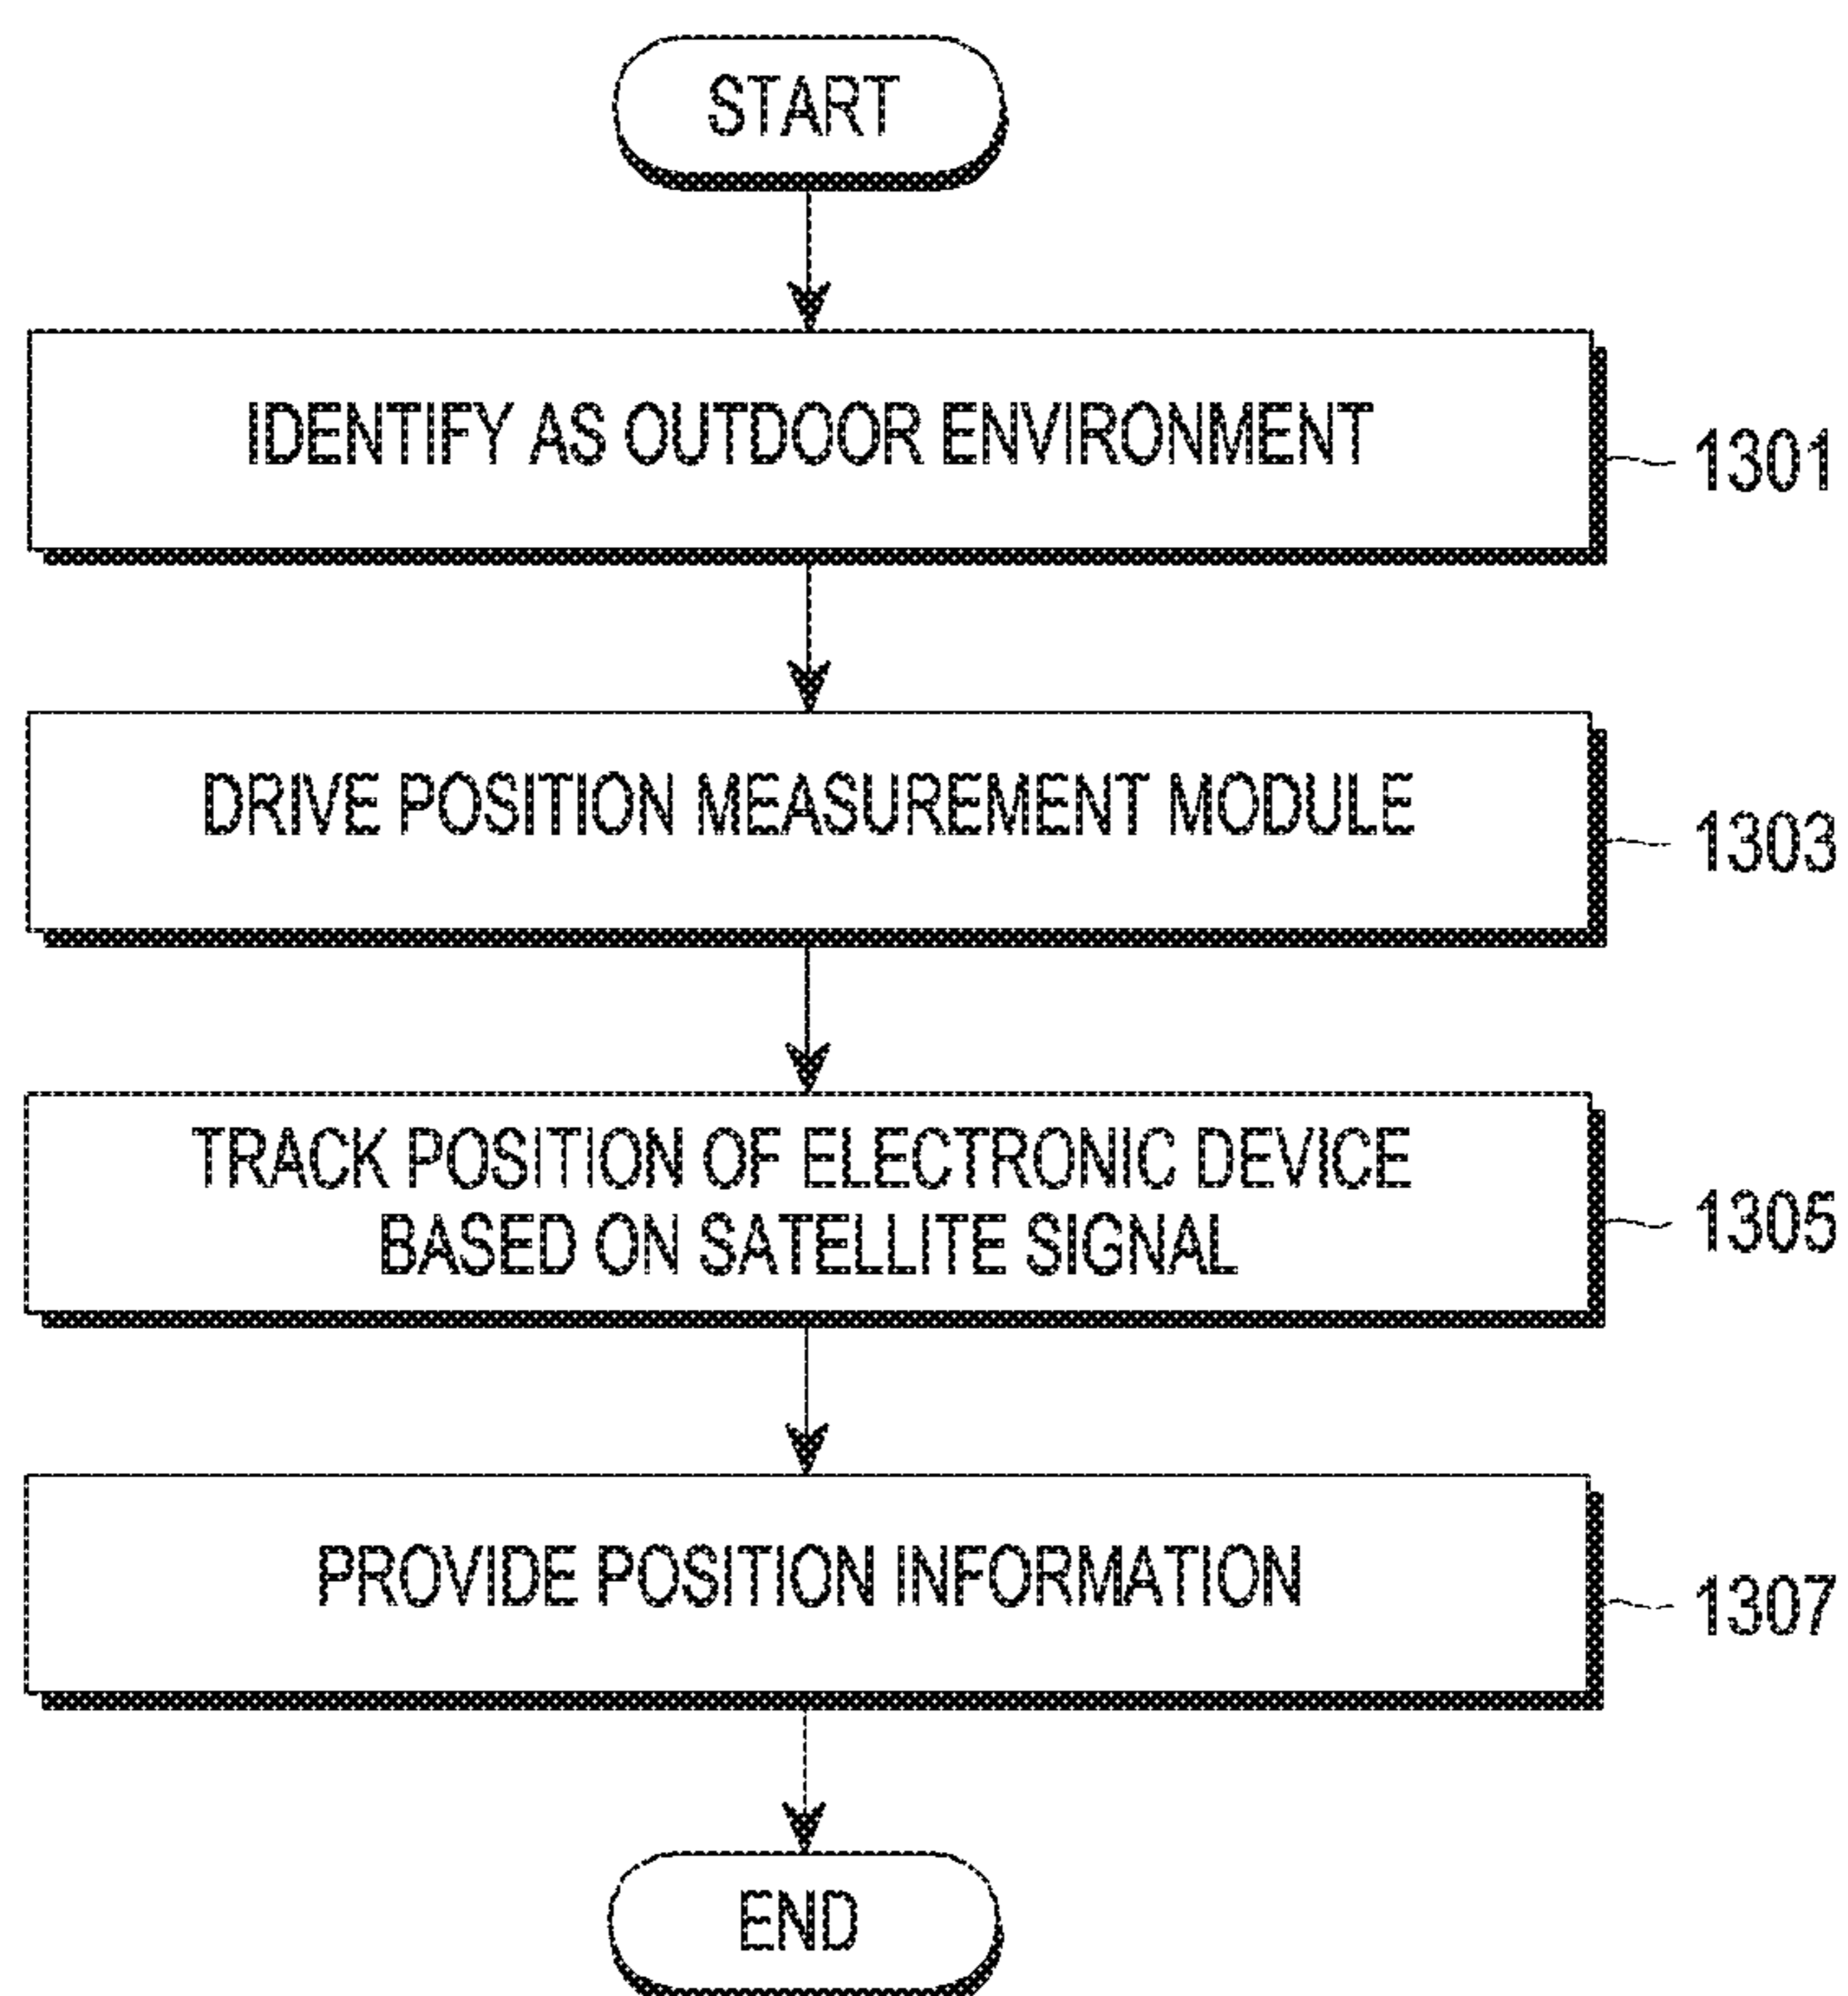 START
IDENTIFY AS OUTDOOR ENVIRONMENT
1301
DRIVE POSITION MEASUREMENT MODULE
1303
TRACK POSITION OF ELECTRONIC DEVICE
BASED ON SATELLITE SIGNAL
1305
PROVIDE POSITION INFORMATION
1307
END